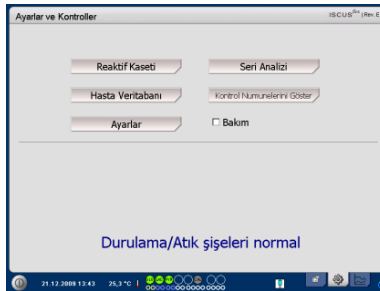 Ayarlar ve Kontroller
Reaktif Kaseti
Seri Analizi
Hasta Veritabanı
Kontrol Numunelerini Göster
Ayarlar
Bakım
Durulama/Atık şişeleri normal
21.12.2009 13:43 25,3 °C